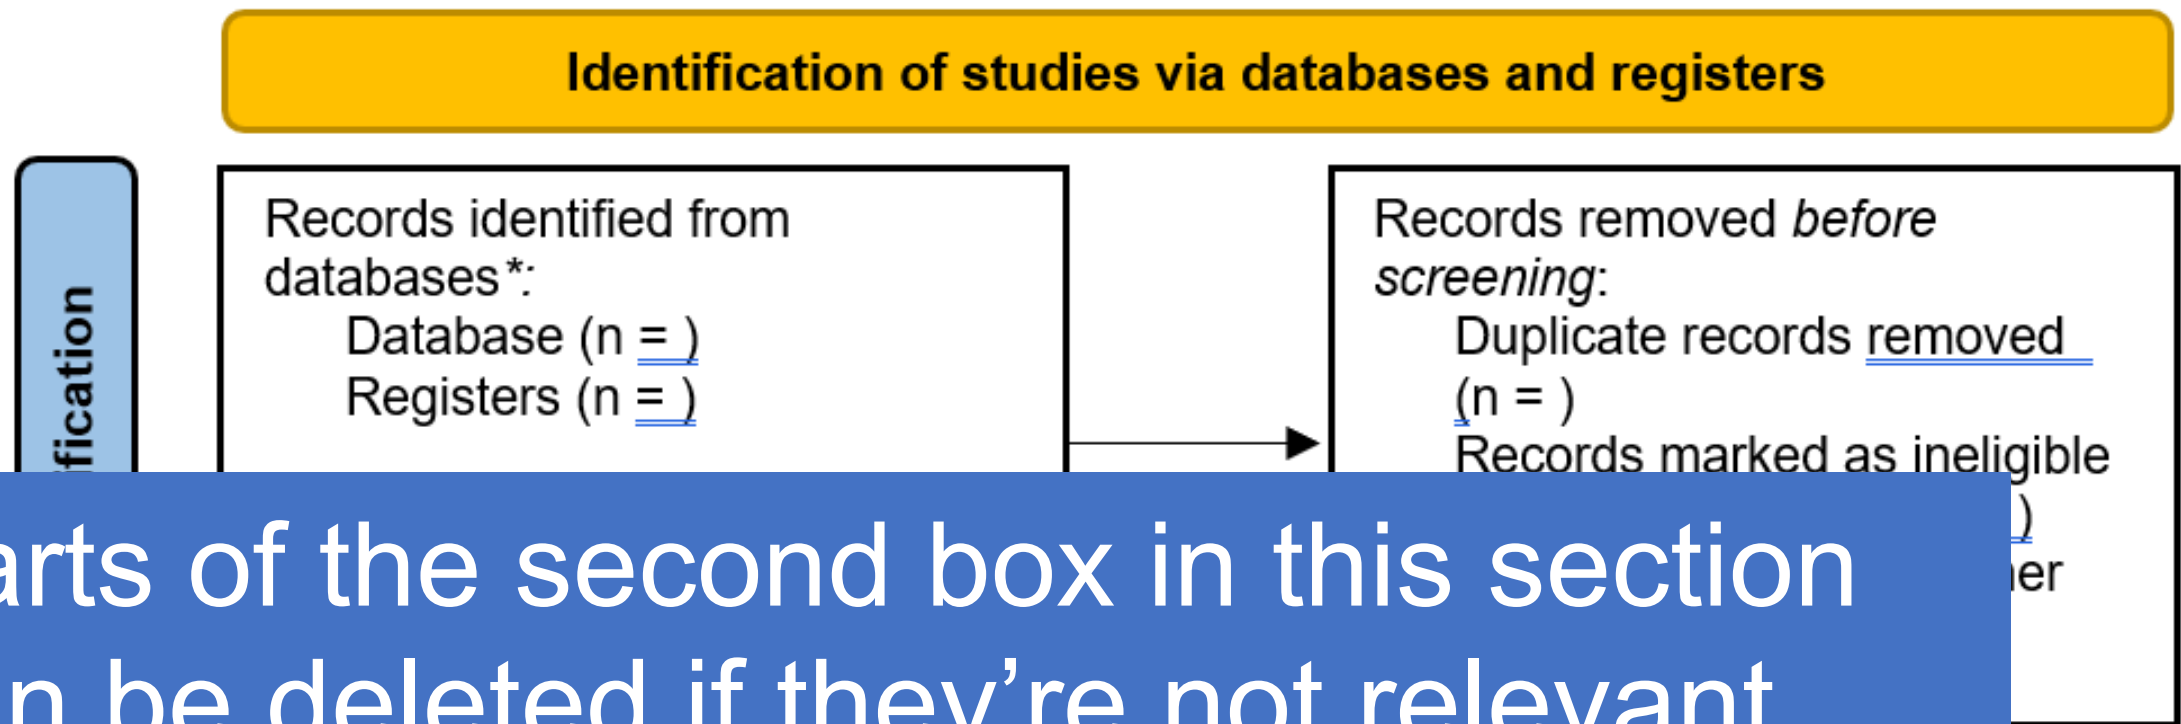 Identification of studies via databases and registers
Records identified from
databases*:
Database (n = )
Registers (n = )
Records removed before
screening:
Duplicate records removed
(n = )
Records marked as ineligible
)
of the second box in this section
be deleted if they’re not relevant